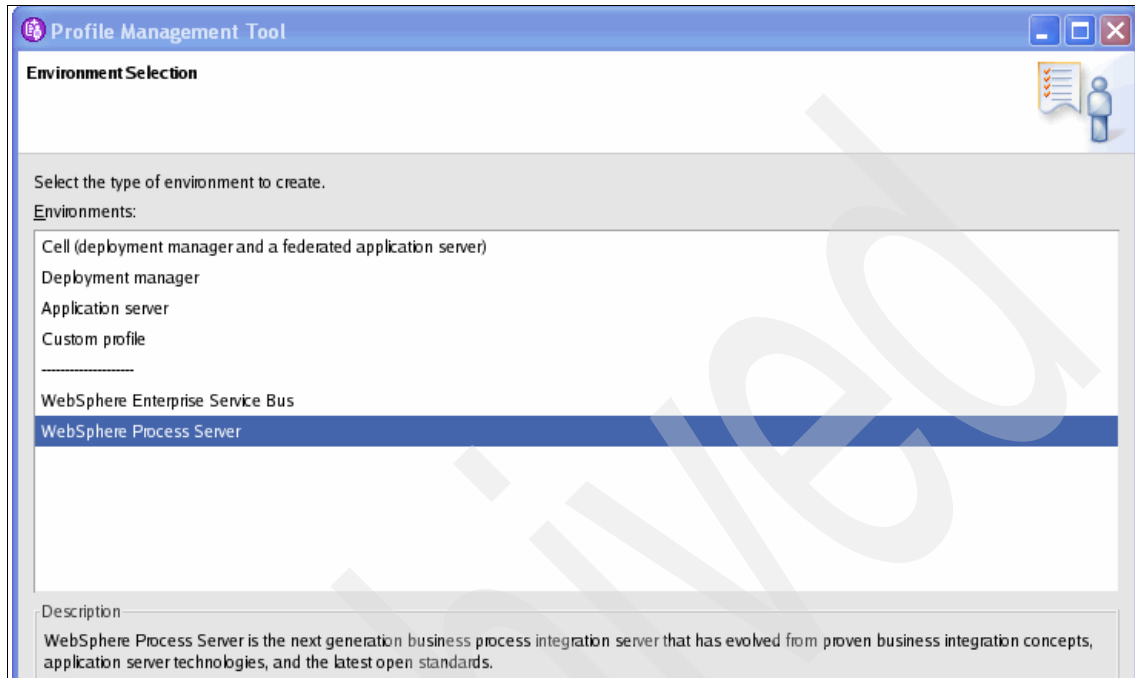 Profile Management Tool
Environment Selection
Select the type of environment to create.
Environments:
Cell (deployment manager and a federated application server)
Deployment manager
Application server
Custom profile
--------------------
WebSphere Enterprise Service Bus
WebSphere Process Server
Description
WebSphere Process Server is the next generation business process integration server that has evolved from proven business integration concepts,
application server technologies, and the latest open standards.